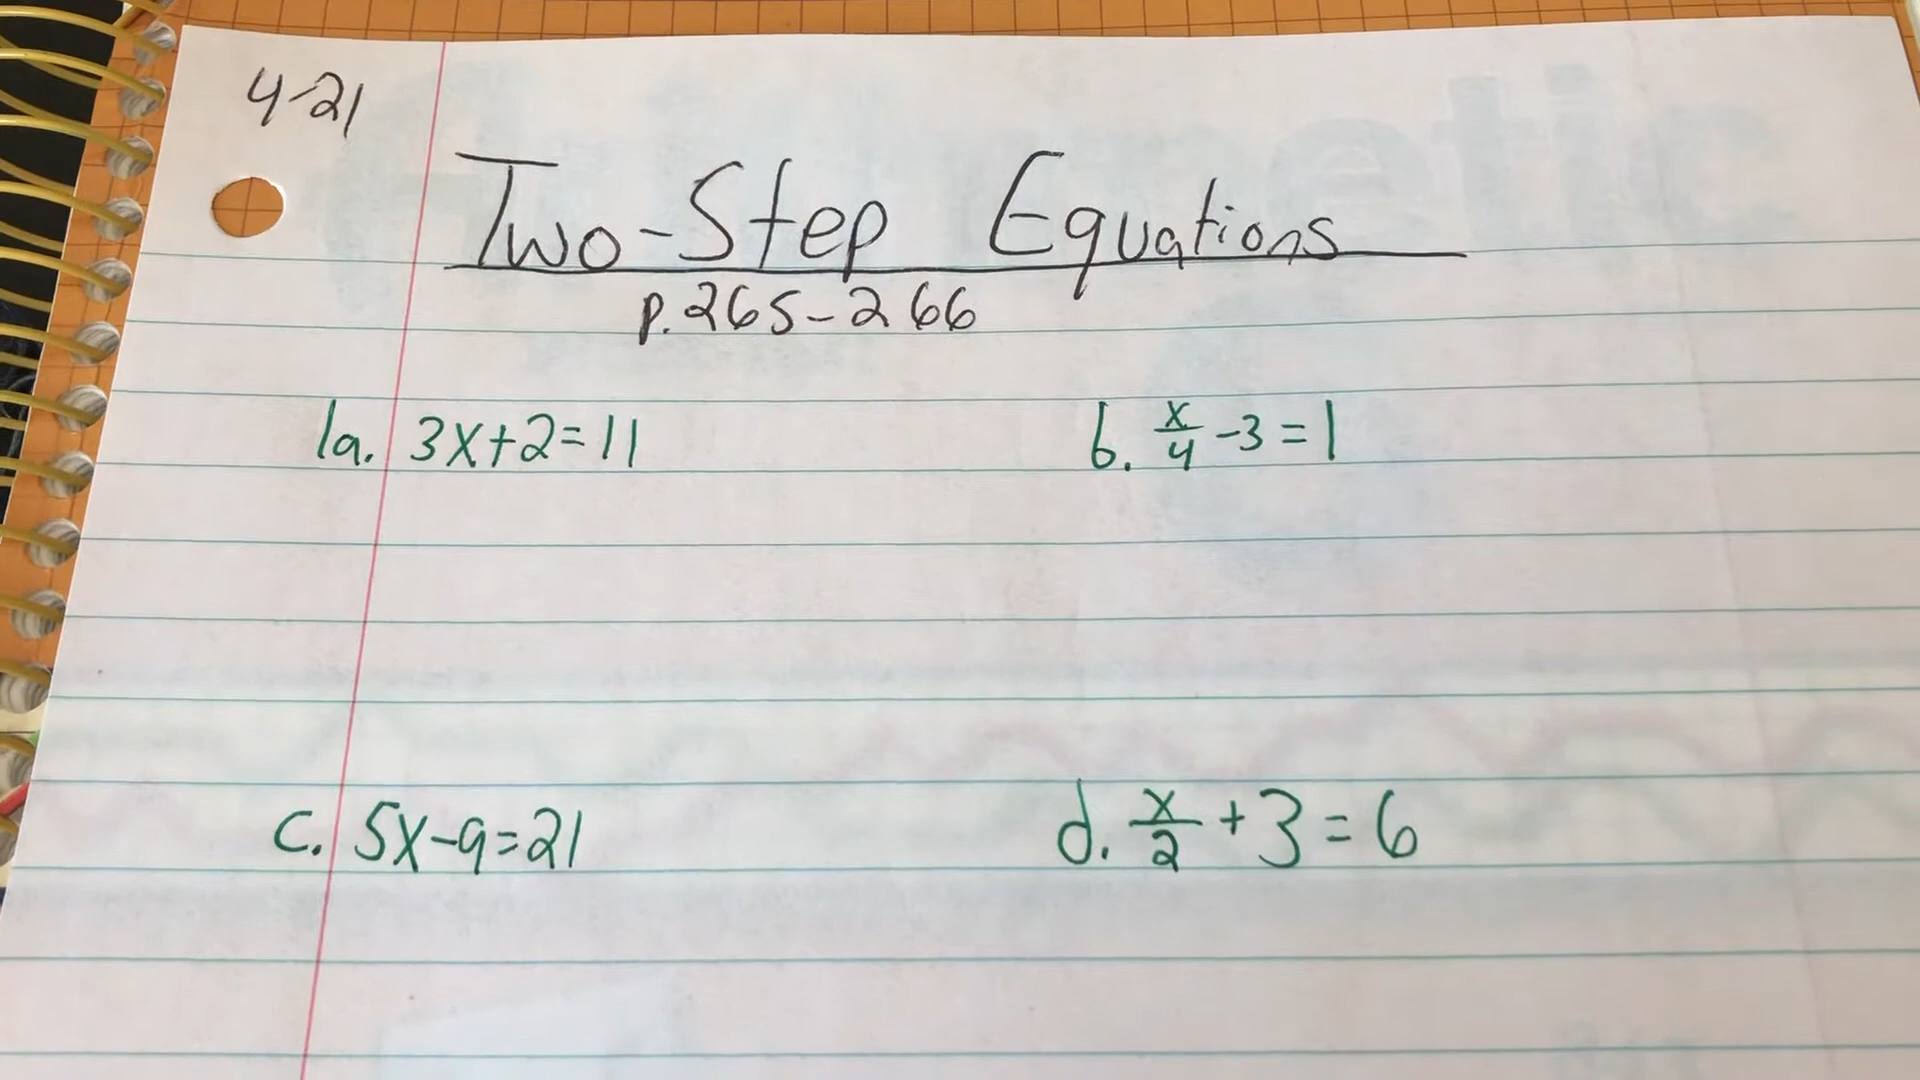 4-21
Two-Step Equations
p. 265-266
1a. 3x+2=11
b. x/4 -3=1
c. 5x-9=21
d. x/2 +3=6